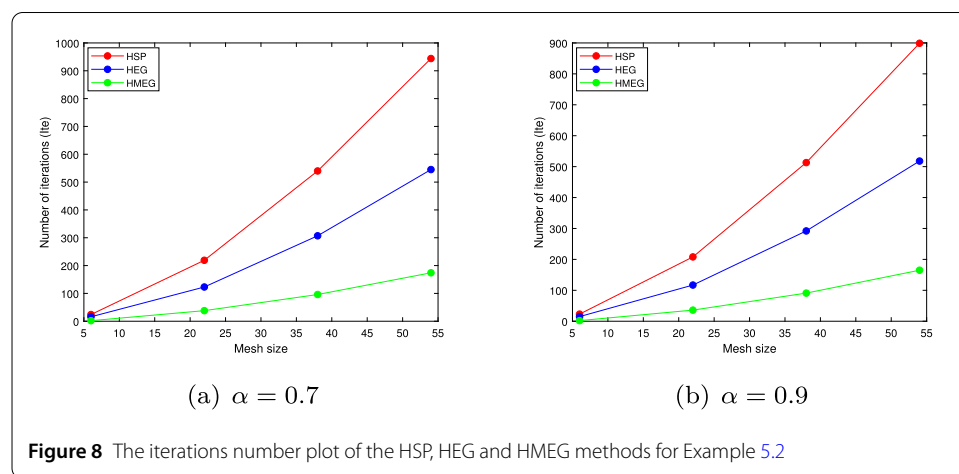 1000
900
800
700
600
500
400
300
200
100
0
Number of iterations (Ite)
HSP
HEG
HMEG
5 10 15 20 25 30 35 40 45 50 55
Mesh size
(a) α = 0.7
900
800
700
600
500
400
300
200
100
0
Number of iterations (Ite)
HSP
HEG
HMEG
5 10 15 20 25 30 35 40 45 50 55
Mesh size
(b) α = 0.9
Figure 8 The iterations number plot of the HSP, HEG and HMEG methods for Example 5.2